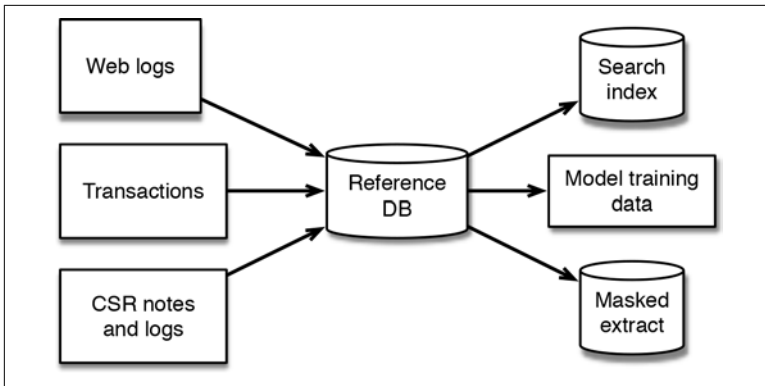 Web logs
Transactions
CSR notes
and logs
Reference
DB
Search
index
Model training
data
Masked
extract